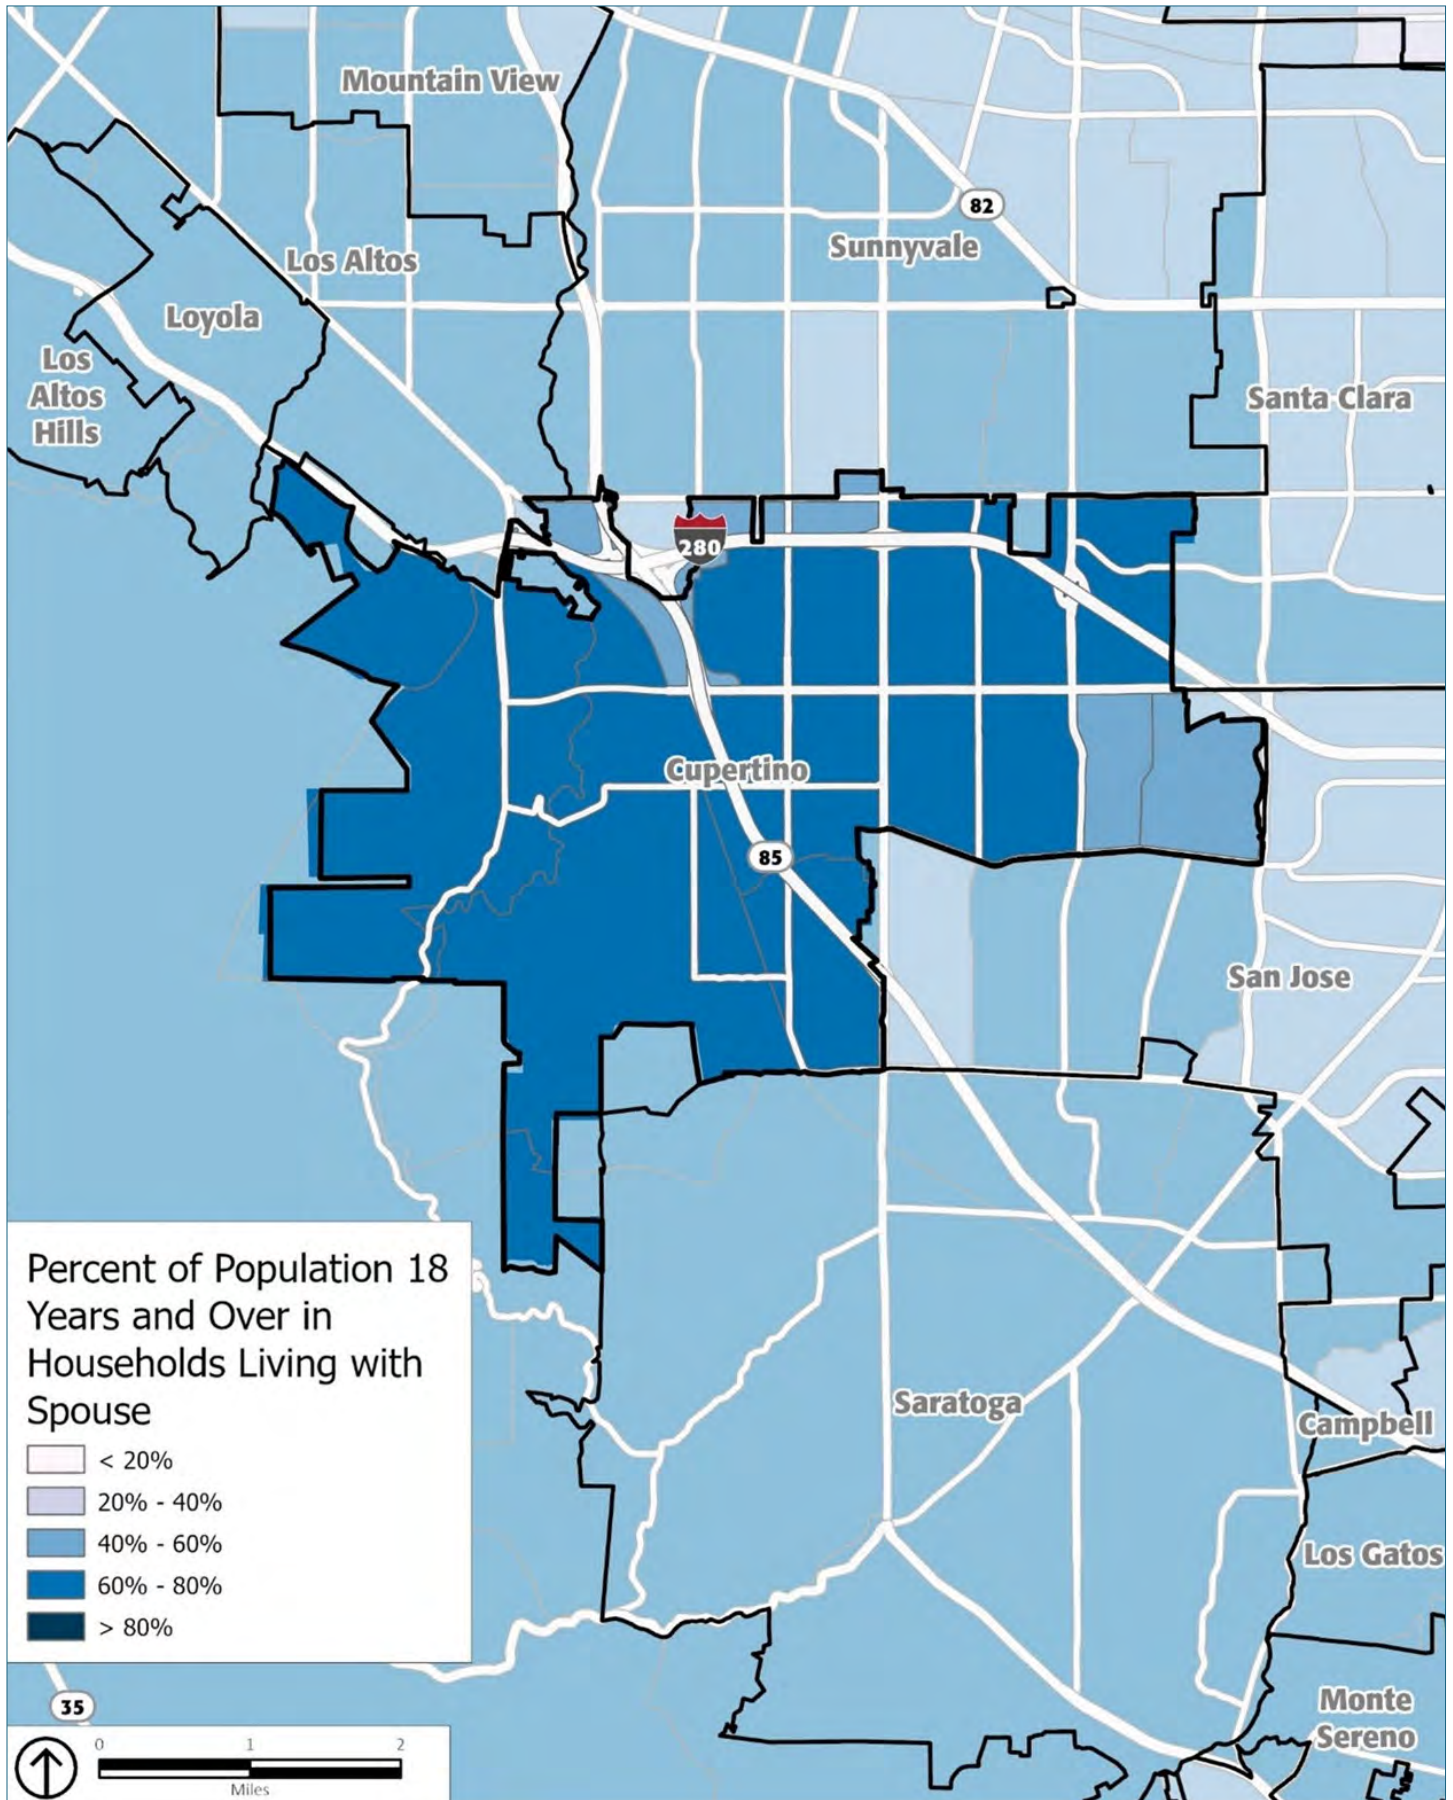 Mountain View
82
Sunnyvale
Los Altos
Loyola
Los
Altos
Hills
Santa Clara
280
Cupertino
85
San Jose
Percent of Population 18
Years and Over in
Households Living with
Spouse
< 20%
20% - 40%
40% - 60%
60% - 80%
> 80%
Saratoga
Campbell
Los Gatos
Monte
Sereno
35
0 1 2
Miles